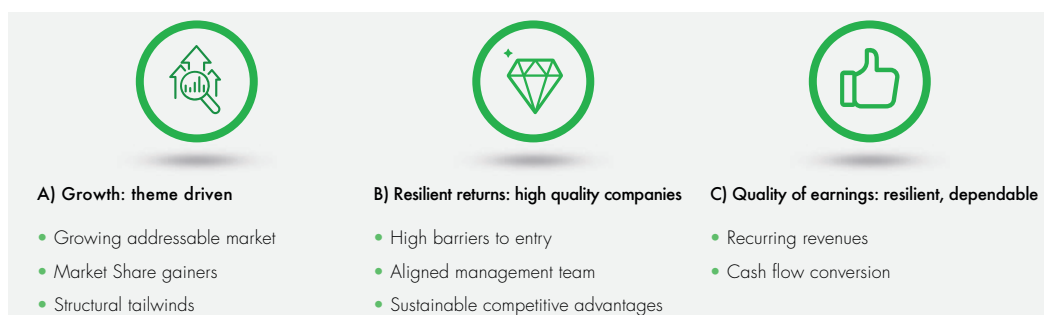 A) Growth: theme driven
• Growing addressable market
• Market Share gainers
• Structural tailwinds
B) Resilient returns: high quality companies
• High barriers to entry
• Aligned management team
• Sustainable competitive advantages
C) Quality of earnings: resilient, dependable
• Recurring revenues
• Cash flow conversion